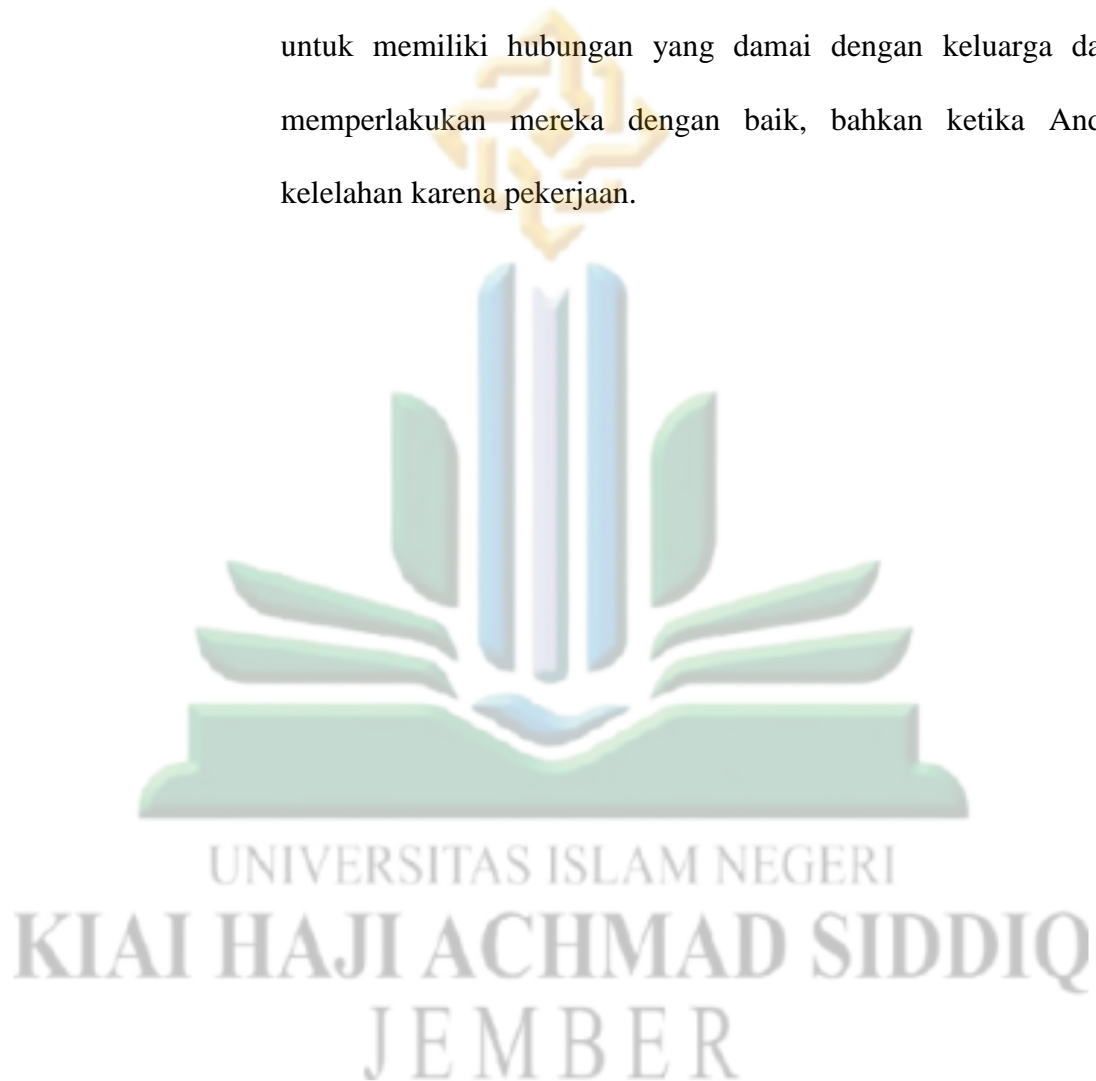 untuk memiliki hubungan yang damai dengan keluarga da
memperlakukan mereka dengan baik, bahkan ketika And
kelelahan karena pekerjaan.
UNIVERSITAS ISLAM NEGERI
KIAI HAJI ACHMAD SIDDIQ
JEMBER